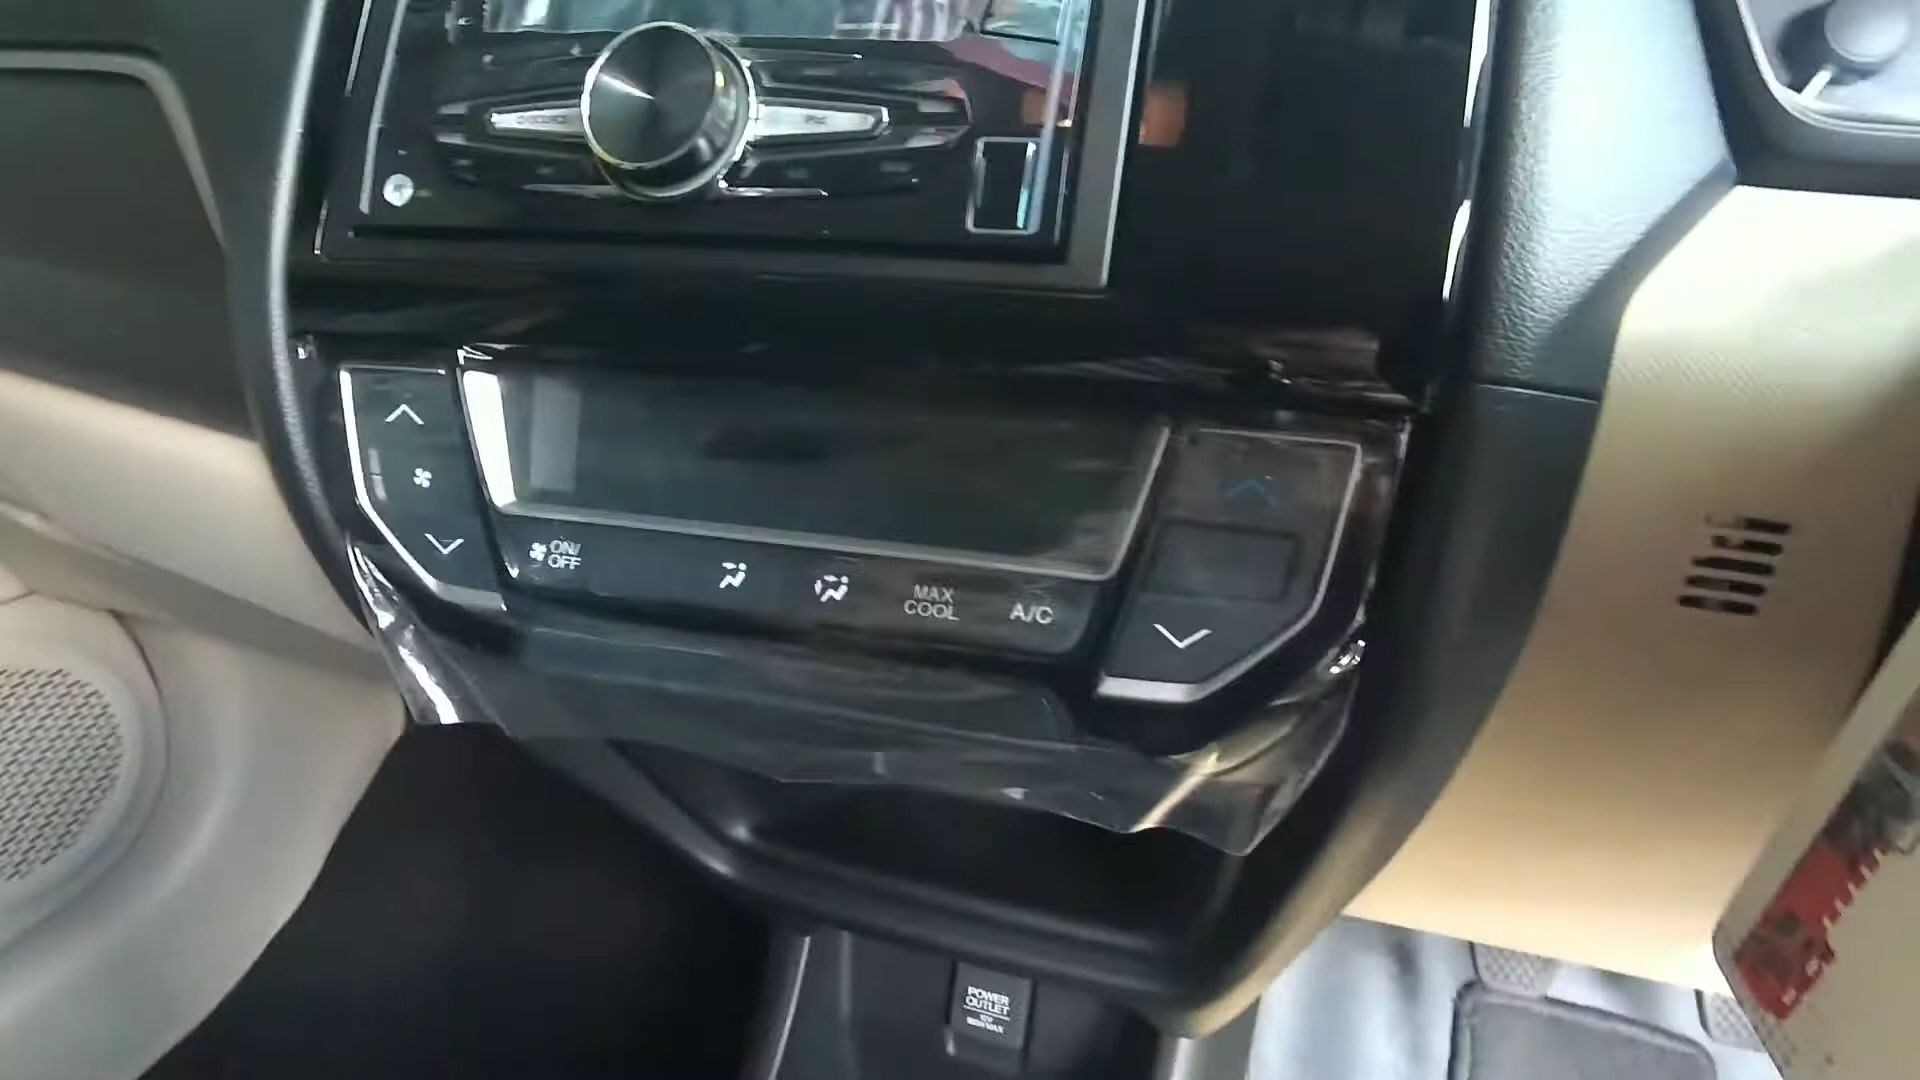 ON/
OFF
MAX
COOL
A/C
POWER
OUTLET